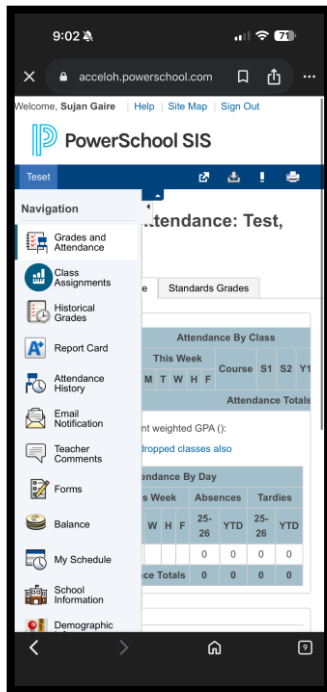 9:02
71
acceloh.powerschool.com
Welcome, Sujan Gaire | Help | Site Map | Sign Out
PowerSchool SIS
Teset
Navigation
ttendance: Test,
Grades and
Attendance
Class
Assignments
Historical
Grades
Report Card
Attendance
History
Email
Notification
Teacher
Comments
Forms
Balance
My Schedule
School
Information
Demographic
e Standards Grades
Attendance By Class
This Week Course S1 S2 Y1
M T W H F
Attendance Totals
nt weighted GPA ():
dropped classes also
endance By Day
s Week Absences Tardies
W H F 25-26 YTD 25-26 YTD
0 0 0 0
ce Totals 0 0 0 0
9